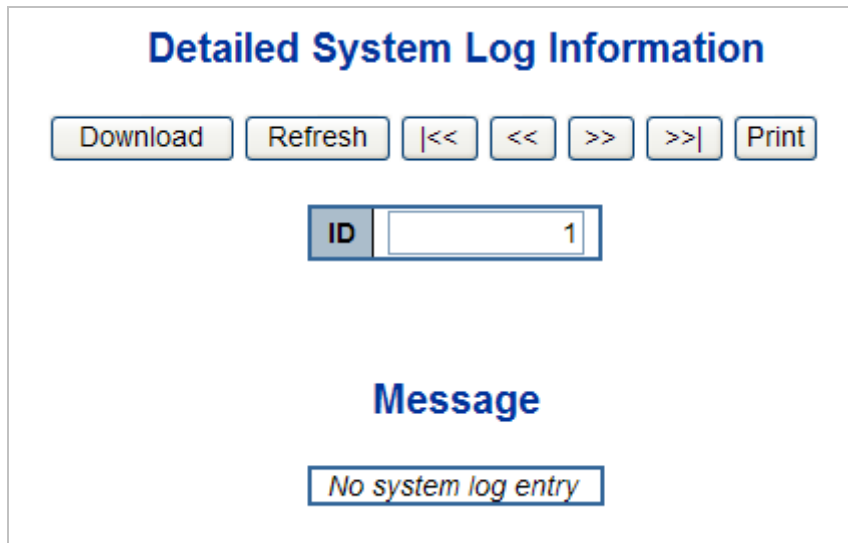 Detailed System Log Information
Download Refresh |<< << >> >>| Print
ID 1
Message
No system log entry